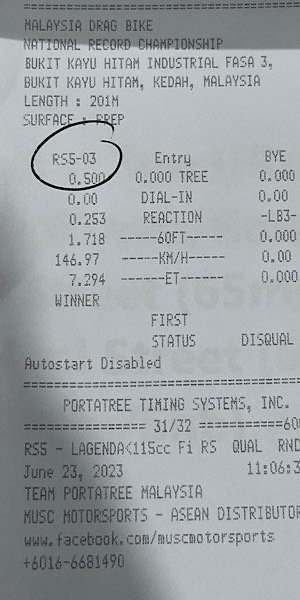 MALAYSIA DRAG BIKE
NATIONAL RECORD CHAMPIONSHIP
BUKIT KAYU HITAM INDUSTRIAL FASA 3,
BUKIT KAYU HITAM, KEDAH, MALAYSIA
LENGTH : 201M
SURFACE : PREP
RS5-03 Entry BYE
0.500 0.000 TREE 0.000
0.00 DIAL-IN 0.00
0.253 REACTION -LB3-
1.718 -----60FT------ 0.000
146.97 -----KM/H------ 0.00
7.294 ------ET------- 0.000
WINNER
FIRST
STATUS DISQUAL
Autostart Disabled
PORTATREE TIMING SYSTEMS, INC.
================ 31/32 ===========600
RS5 - LAGENDA<115cc Fi RS QUAL RND
June 23, 2023 11:06:3
TEAM PORTATREE MALAYSIA
MUSC MOTORSPORTS - ASEAN DISTRIBUTOR
www.facebook.com/muscmotorsports
+6016-6681490